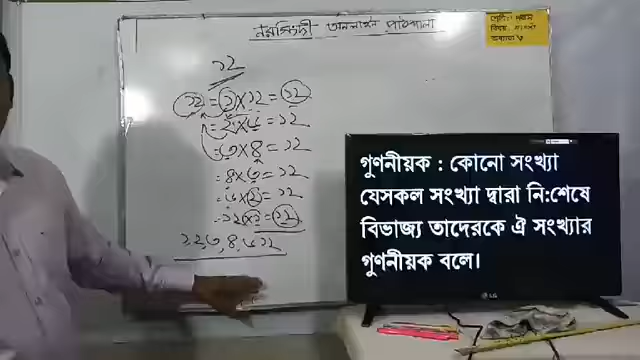 নরসিংদী অনলাইন পাঠশালা
১২
১২ = ১×১২ = ১২
= ২×৬ = ১২
= ৩×৪ = ১২
= ৪×৩ = ১২
= ৬×২ = ১২
= ১২×১ = ১২
১,২,৩,৪,৬,১২
গুণনীয়ক : কোনো সংখ্যা
যেসকল সংখ্যা দ্বারা নি:শেষে
বিভাজ্য তাদেরকে ঐ সংখ্যার
গুণনীয়ক বলে।
LG